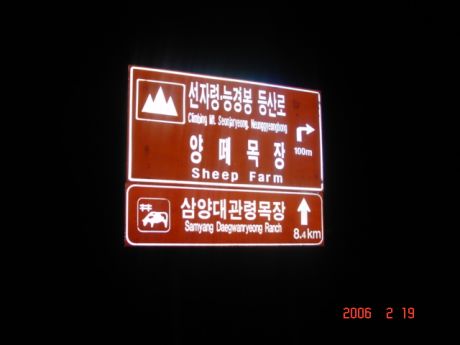 선자령·능경봉 등산로
Climbing Mt. Seonjaryeong, Neunggyeongbong
양떼목장
100m
Sheep Farm
삼양대관령목장
Samyang Daegwanryeong Ranch
8.4km
2006 2 19